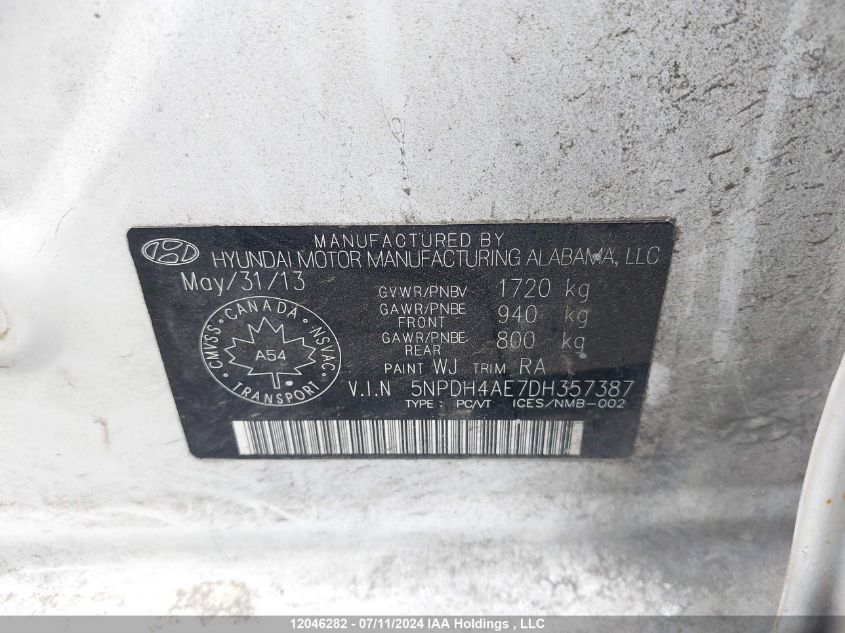 MANUFACTURED BY
HYUNDAI MOTOR MANUFACTURING ALABAMA, LLC
May/31/13
GVWR/PNBV 1720 kg
GAWR/PNBE FRONT 940 kg
GAWR/PNBE REAR 800 kg
PAINT WJ TRIM RA
CMVSS · CANADA · NSVAC · TRANSPORT ·
A54
V.I.N 5NPDH4AE7DH357387
TYPE : PC/VT ICES/NMB-002
12046282 - 07/11/2024 IAA Holdings , LLC